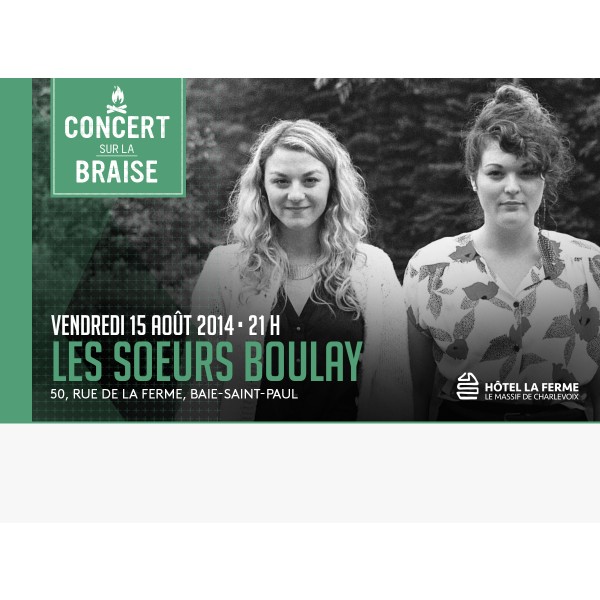 CONCERT
SUR LA
BRAISE
VENDREDI 15 AOÛT 2014 • 21 H
LES SOEURS BOULAY
50, RUE DE LA FERME, BAIE-SAINT-PAUL
HÔTEL LA FERME
LE MASSIF DE CHARLEVOIX